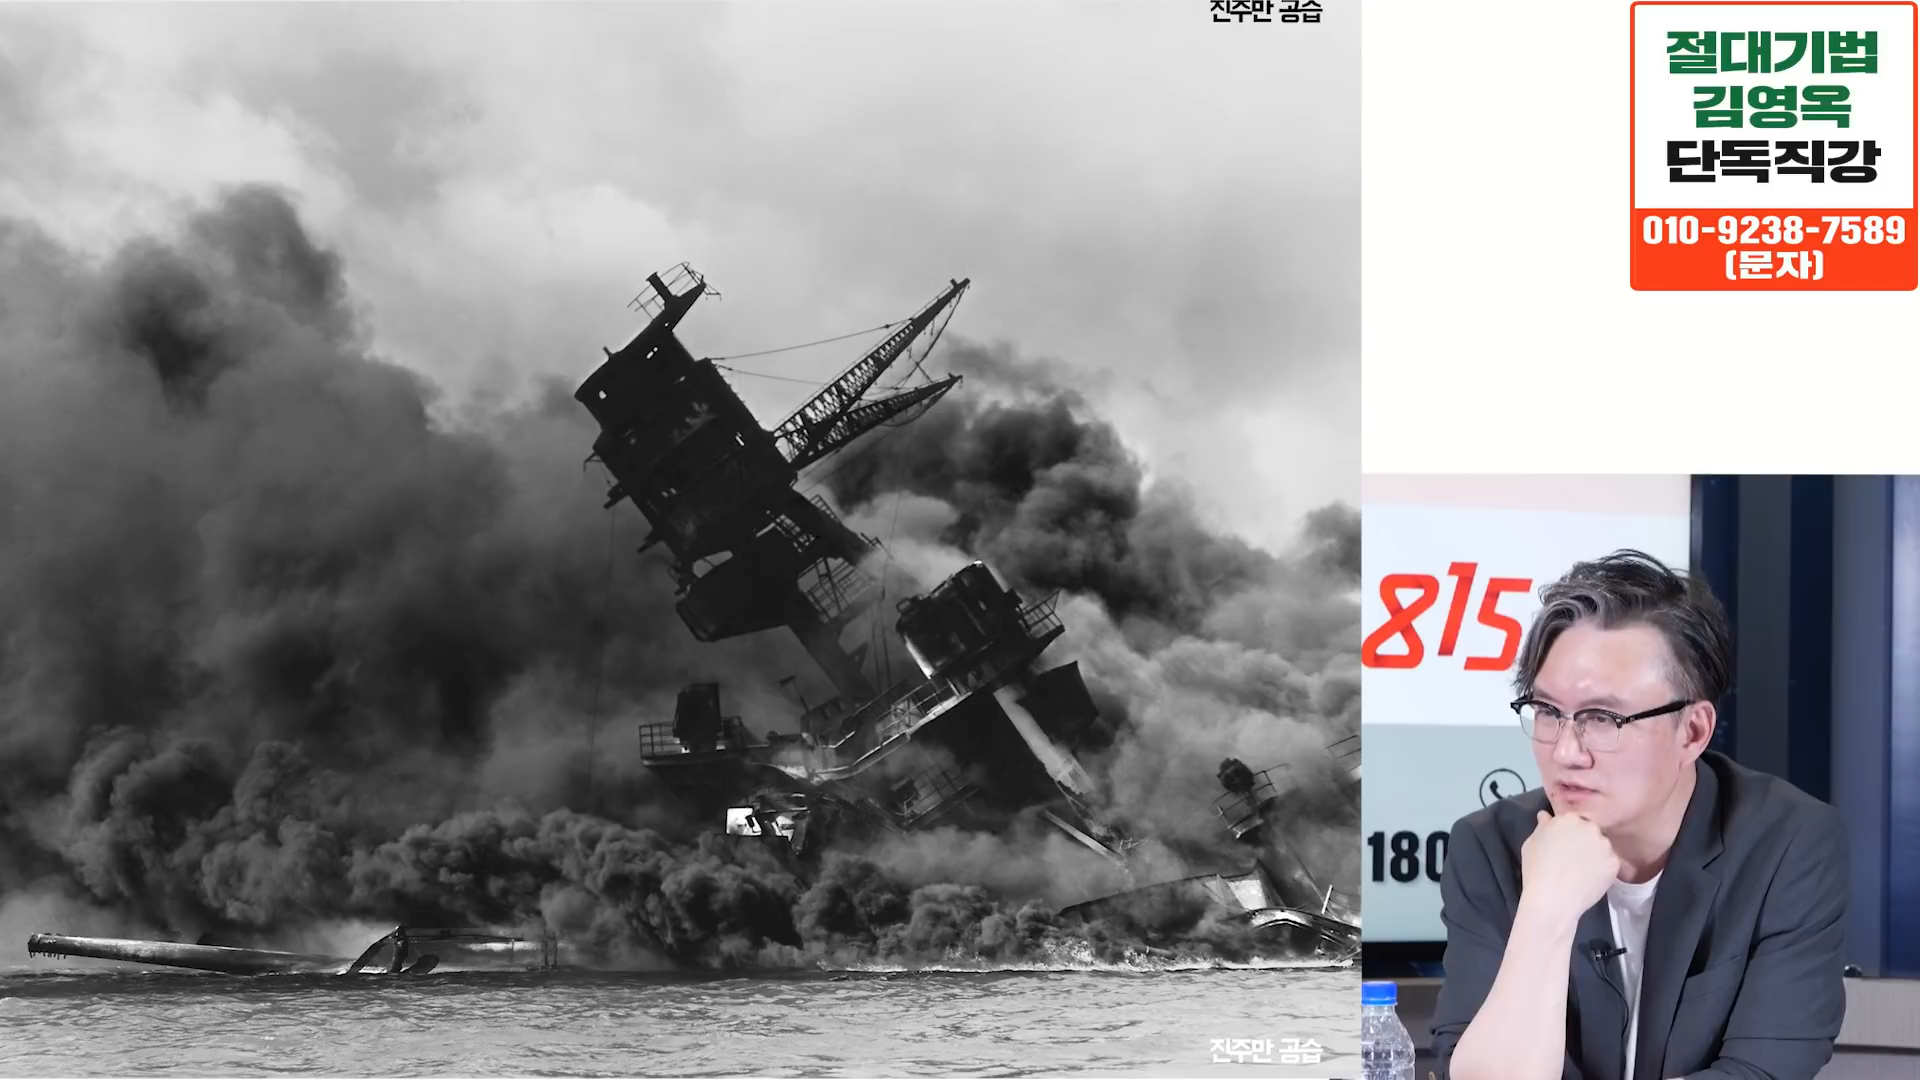 진주만 공습
절대기법
김영옥
단독직강
010-9238-7589
(문자)
815
180
진주만 공습